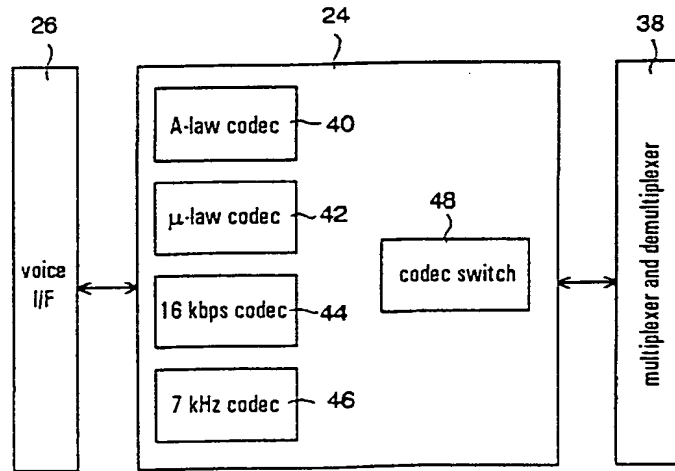 26
24
38
A-law codec
40
μ-law codec
42
48
voice
I/F
codec switch
16 kbps codec
44
7 kHz codec
46
multiplexer and demultiplexer